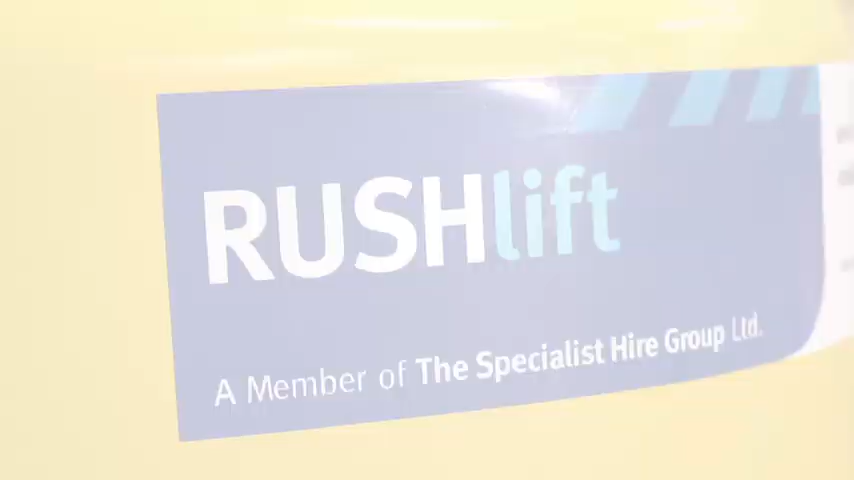 RUSHlift
A Member of The Specialist Hire Group Ltd.